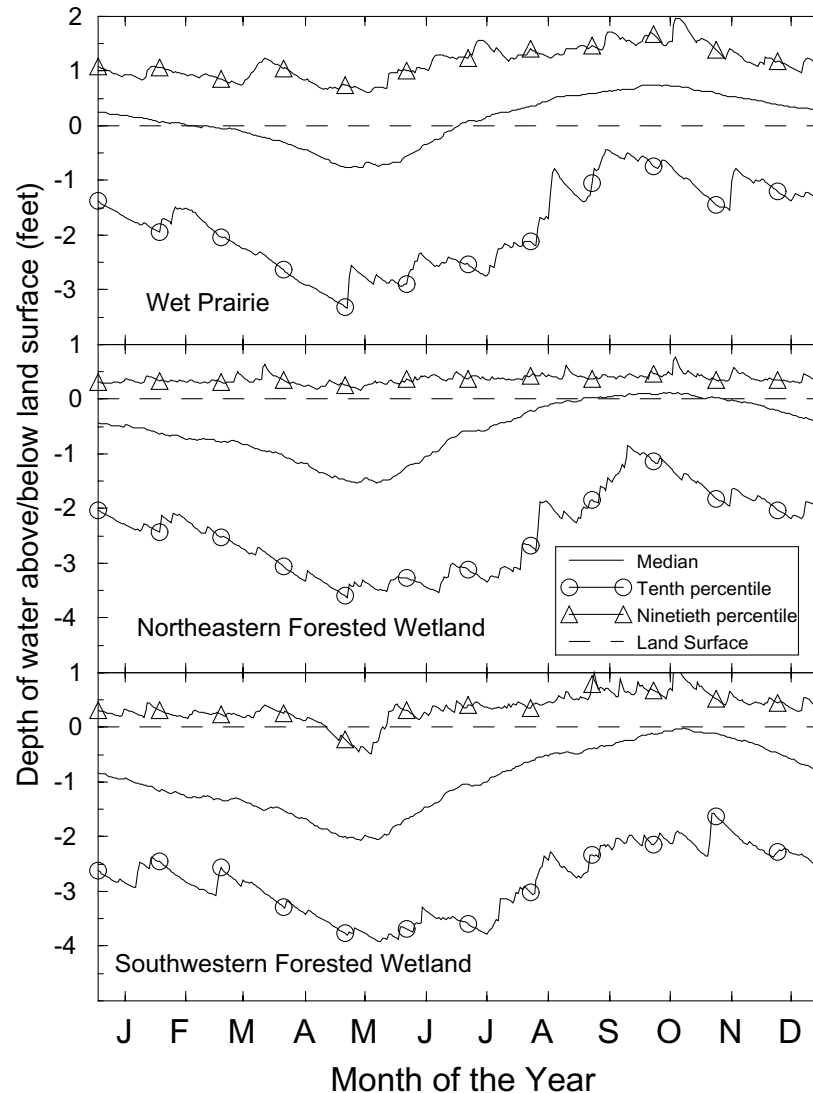 Depth of water above/below land surface (feet)
2
1
0
-1
-2
-3
Wet Prairie
1
0
-1
-2
-3
-4
Northeastern Forested Wetland
Median
Tenth percentile
Ninetieth percentile
Land Surface
1
0
-1
-2
-3
-4
Southwestern Forested Wetland
J F M A M J J A S O N D
Month of the Year